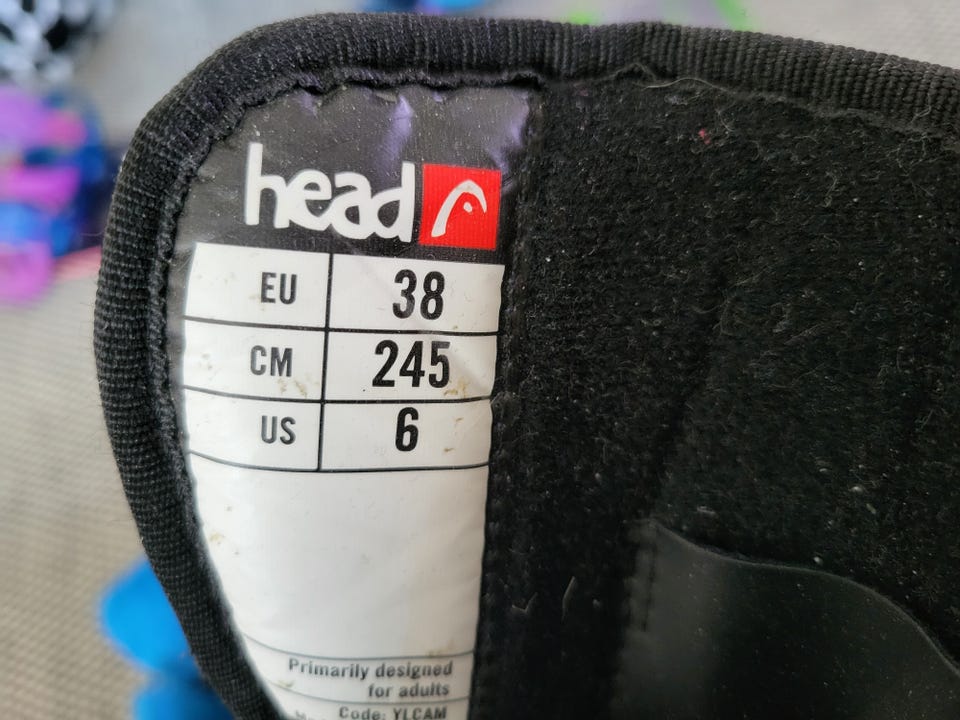 head
EU 38
CM 245
US 6
Primarily designed
for adults
Code: YLCAM